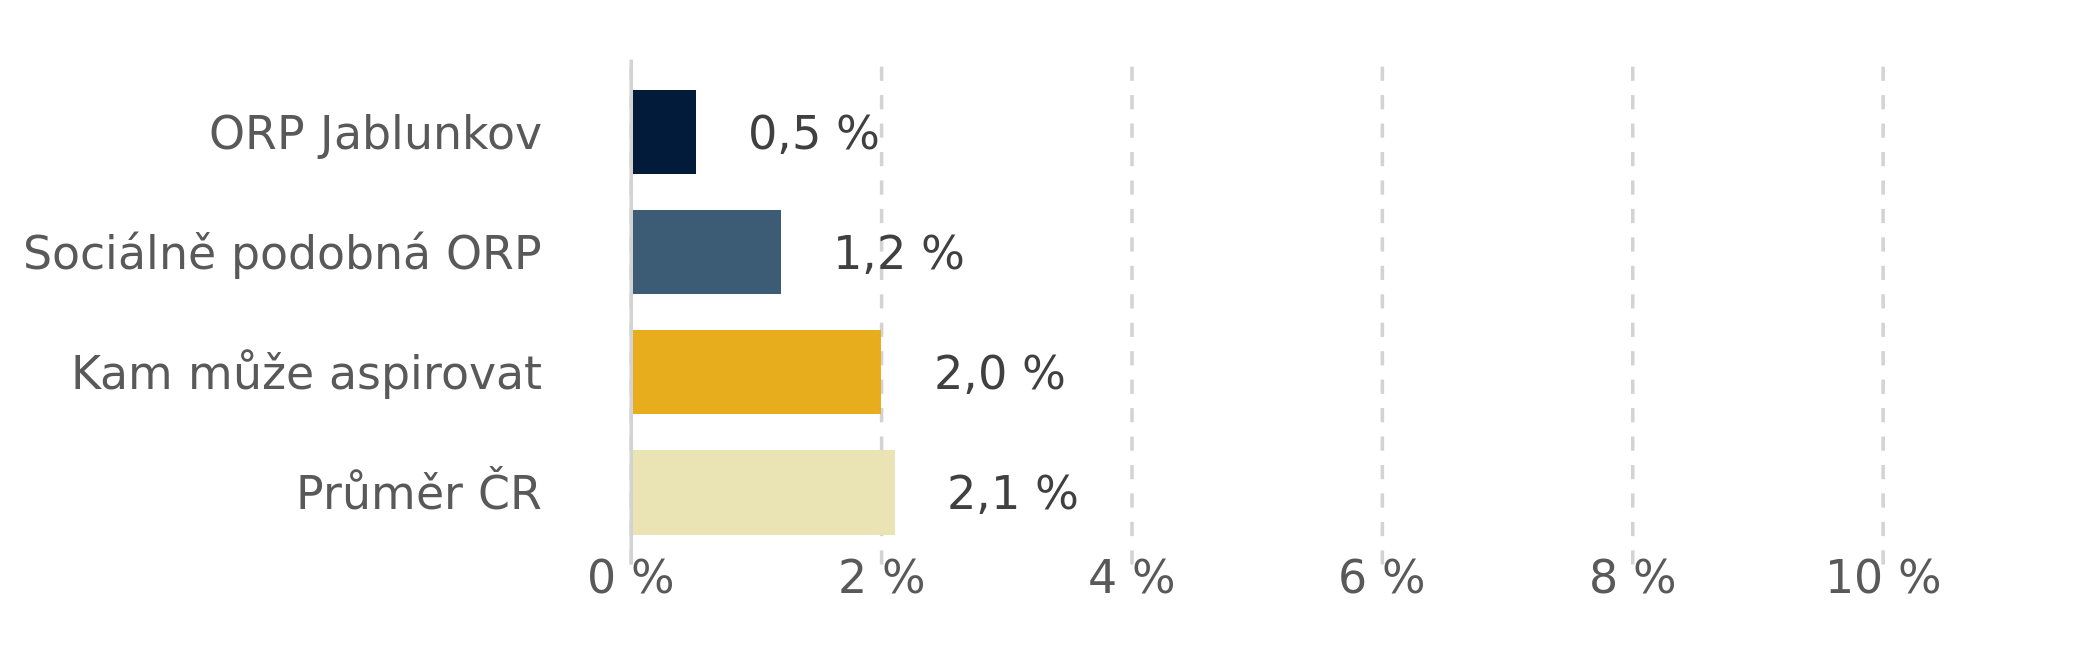 ORP Jablunkov 0,5 %
Sociálně podobná ORP 1,2 %
Kam může aspirovat 2,0 %
Průměr ČR 2,1 %
0 % 2 % 4 % 6 % 8 % 10 %